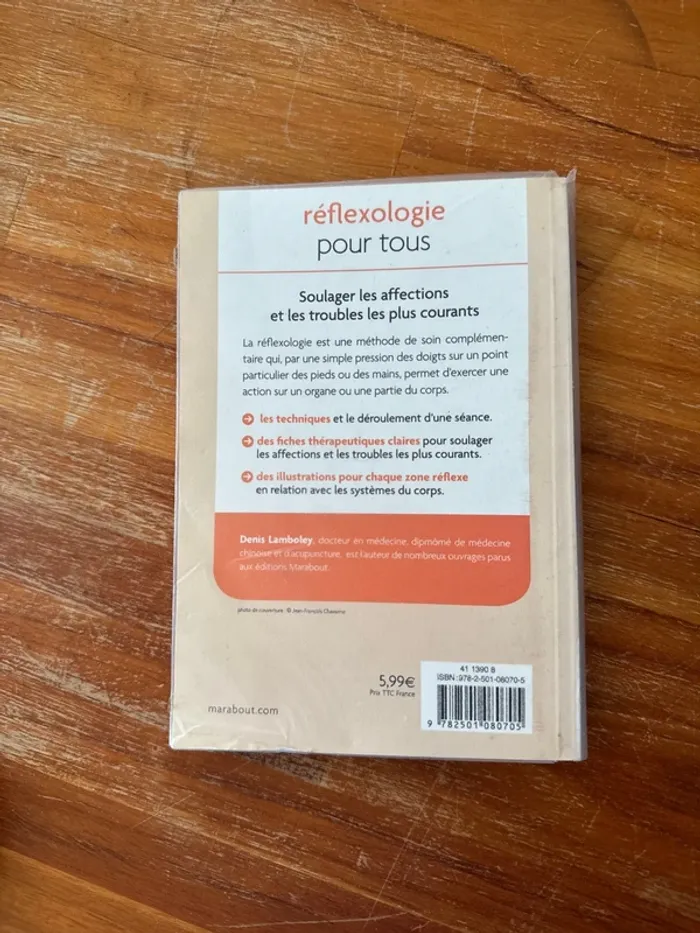 réflexologie
pour tous
Soulager les affections
et les troubles les plus courants
La réflexologie est une méthode de soin complémen-
taire qui, par une simple pression des doigts sur un point
particulier des pieds ou des mains, permet d'exercer une
action sur un organe ou une partie du corps.
les techniques et le déroulement d'une séance.
des fiches thérapeutiques claires pour soulager
les affections et les troubles les plus courants.
des illustrations pour chaque zone réflexe
en relation avec les systèmes du corps.
Denis Lamboley, docteur en médecine, diplômé de médecine
chinoise et d'acupuncture, est l'auteur de nombreux ouvrages parus
aux éditions Marabout.
photo de couverture : © Jean-François Chavanne
41 1390 8
ISBN:978-2-501-08070-5
5,99€
Prix TTC France
marabout.com
9 782501 080705